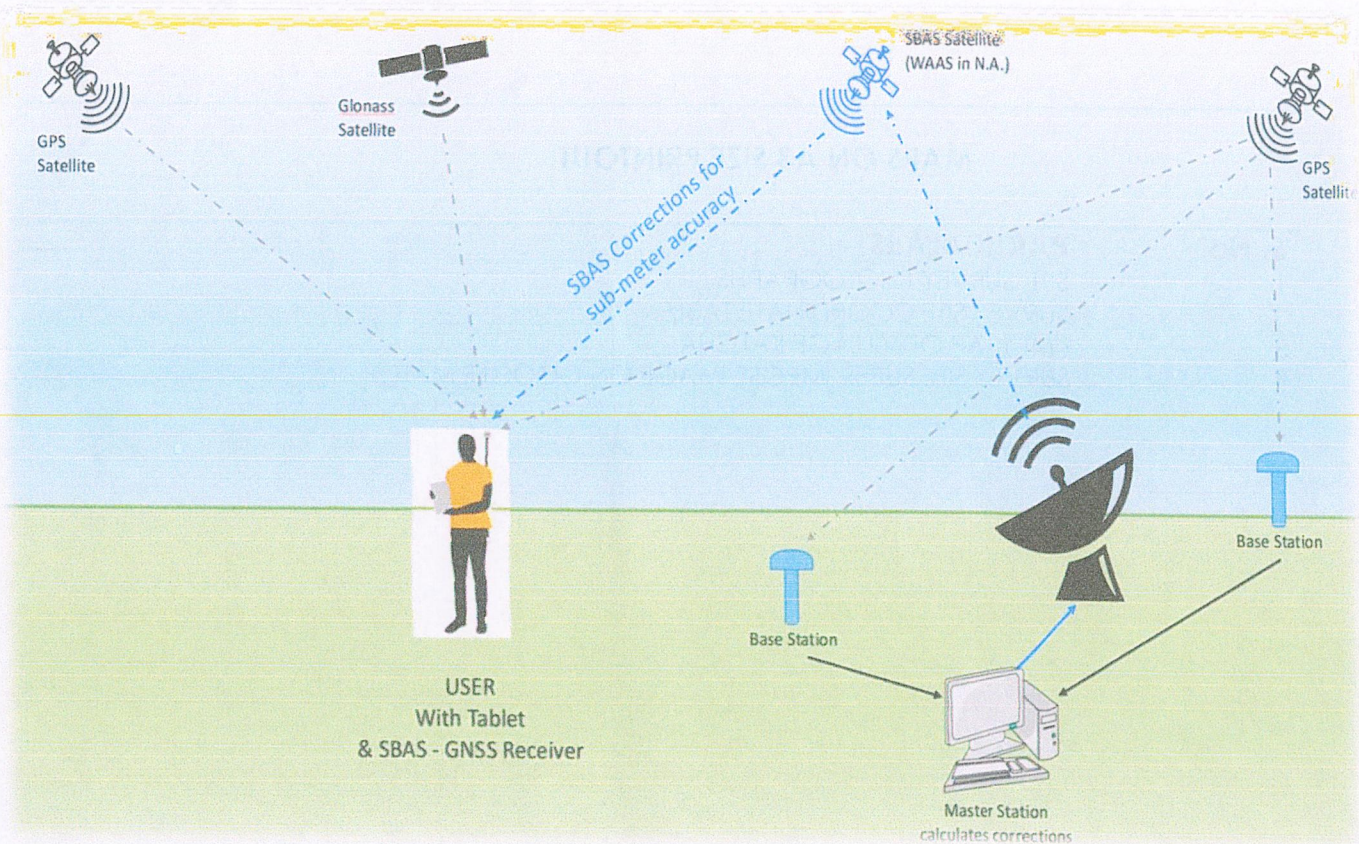 GPS
Satellite
Glonass
Satellite
SBAS Satellite
(WAAS in N.A.)
GPS
Satellite
SBAS Corrections for
sub-meter accuracy
Base Station
Base Station
USER
With Tablet
& SBAS - GNSS Receiver
Master Station
calculates corrections